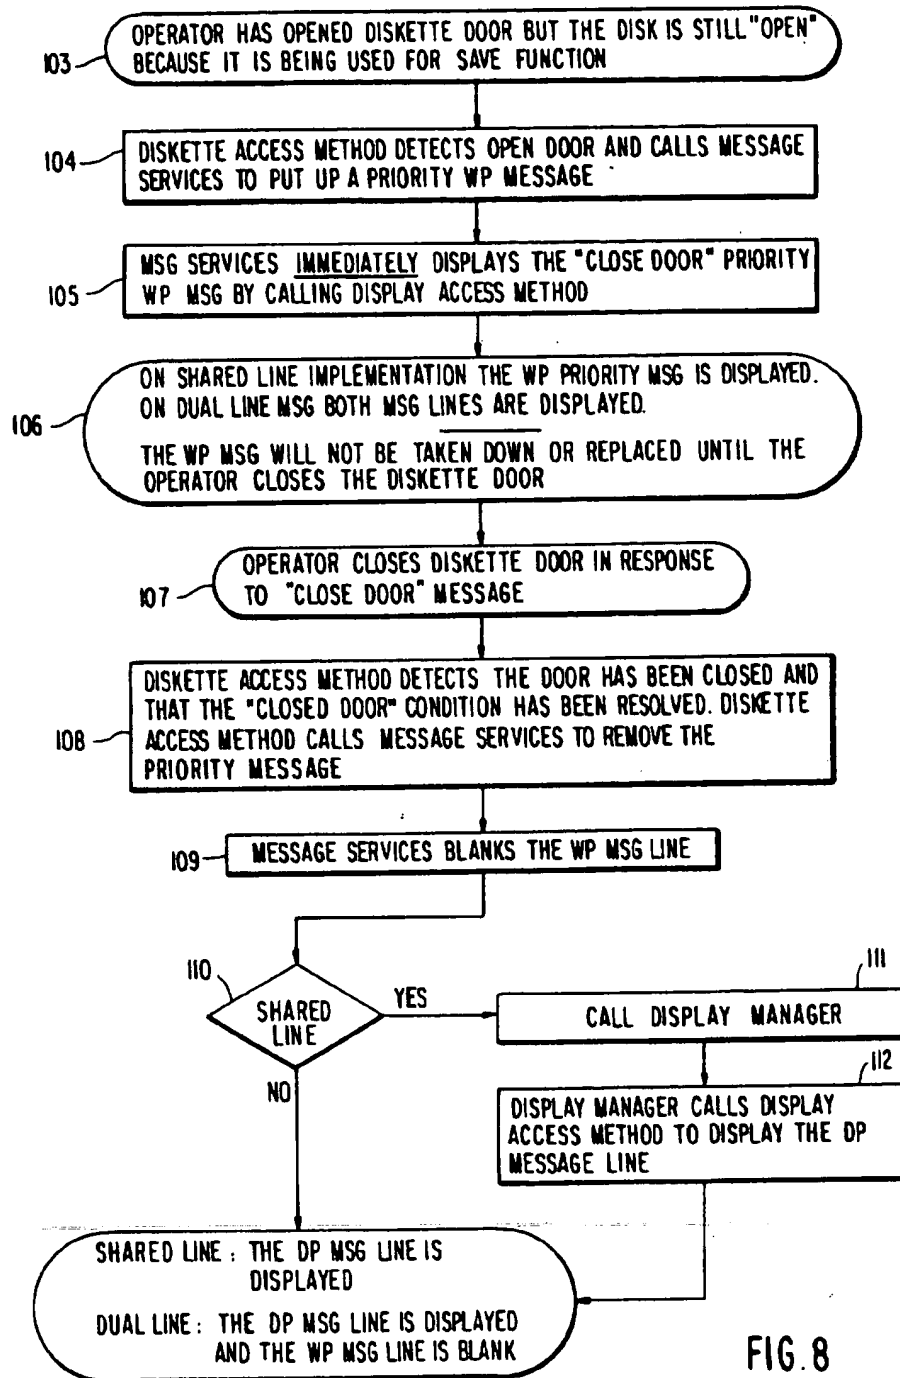 OPERATOR HAS OPENED DISKETTE DOOR BUT THE DISK IS STILL "OPEN"
BECAUSE IT IS BEING USED FOR SAVE FUNCTION
103
DISKETTE ACCESS METHOD DETECTS OPEN DOOR AND CALLS MESSAGE
SERVICES TO PUT UP A PRIORITY WP MESSAGE
104
MSG SERVICES IMMEDIATELY DISPLAYS THE "CLOSE DOOR" PRIORITY
WP MSG BY CALLING DISPLAY ACCESS METHOD
105
ON SHARED LINE IMPLEMENTATION THE WP PRIORITY MSG IS DISPLAYED.
ON DUAL LINE MSG BOTH MSG LINES ARE DISPLAYED.
106
THE WP MSG WILL NOT BE TAKEN DOWN OR REPLACED UNTIL THE
OPERATOR CLOSES THE DISKETTE DOOR
OPERATOR CLOSES DISKETTE DOOR IN RESPONSE
TO "CLOSE DOOR" MESSAGE
107
DISKETTE ACCESS METHOD DETECTS THE DOOR HAS BEEN CLOSED AND
THAT THE "CLOSED DOOR" CONDITION HAS BEEN RESOLVED. DISKETTE
ACCESS METHOD CALLS MESSAGE SERVICES TO REMOVE THE
PRIORITY MESSAGE
108
MESSAGE SERVICES BLANKS THE WP MSG LINE
109
110
SHARED
LINE
YES
NO
111
CALL DISPLAY MANAGER
112
DISPLAY MANAGER CALLS DISPLAY
ACCESS METHOD TO DISPLAY THE DP
MESSAGE LINE
SHARED LINE: THE DP MSG LINE IS
DISPLAYED
DUAL LINE: THE DP MSG LINE IS DISPLAYED
AND THE WP MSG LINE IS BLANK
FIG. 8